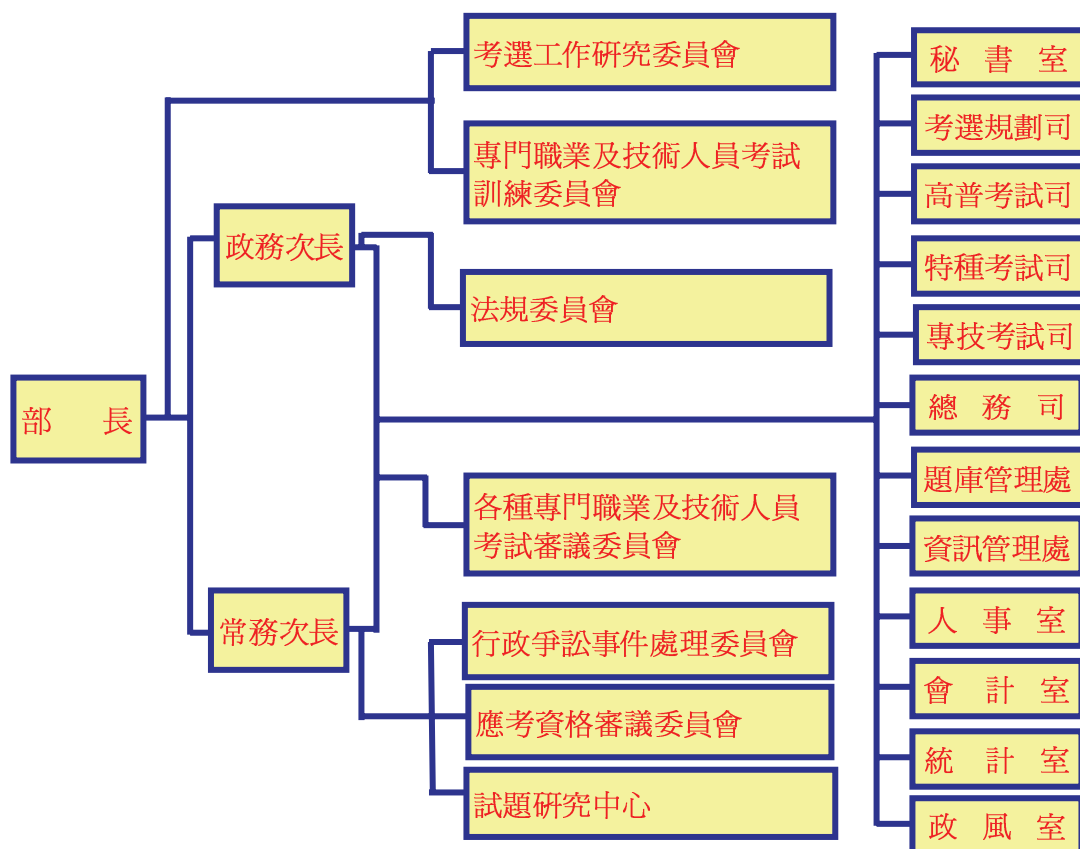 部長
政務次長
常務次長
考選工作研究委員會
專門職業及技術人員考試
訓練委員會
法規委員會
各種專門職業及技術人員
考試審議委員會
行政爭訟事件處理委員會
應考資格審議委員會
試題研究中心
秘書室
考選規劃司
高普考試司
特種考試司
專技考試司
總務司
題庫管理處
資訊管理處
人事室
會計室
統計室
政風室